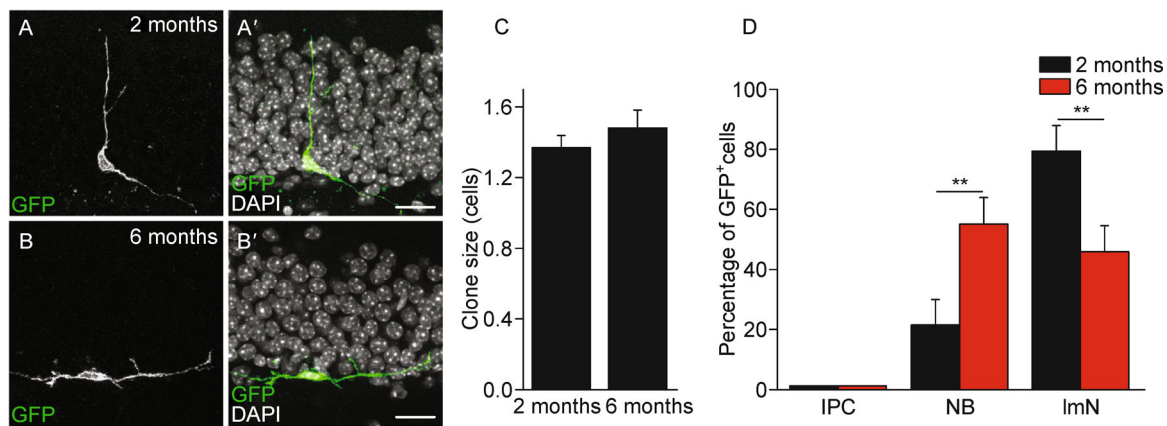 A
2 months
GFP
A′
GFP
DAPI
B
6 months
GFP
B′
GFP
DAPI
C
Clone size (cells)
1.6
1.2
0.8
0.4
0.0
2 months
6 months
D
2 months
6 months
Percentage of GFP+cells
100
80
60
40
20
0
**
**
IPC
NB
ImN